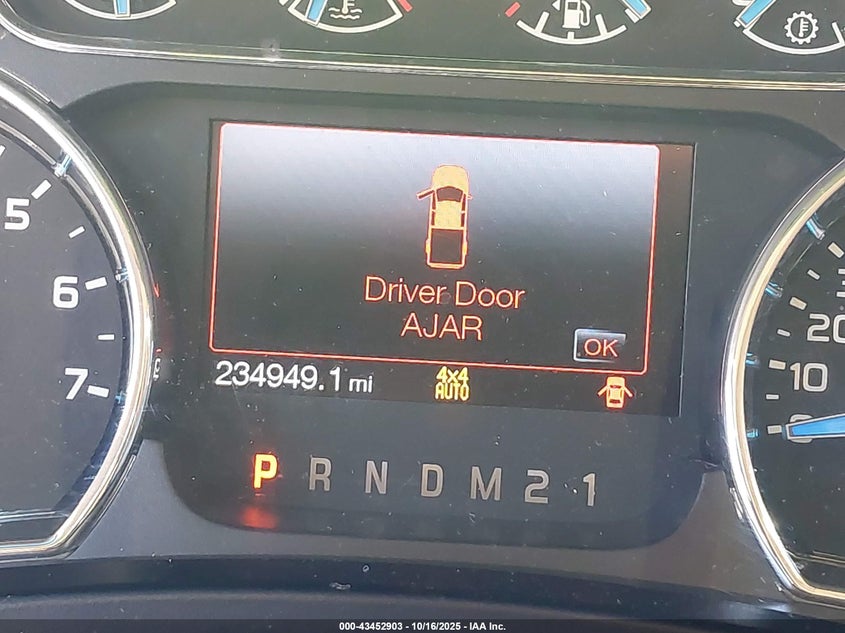 5
6
7
Driver Door
AJAR
OK
234949.1 mi
4x4
AUTO
20
10
0
P R N D M 2 1
000-43452903 - 10/16/2025 - IAA Inc.